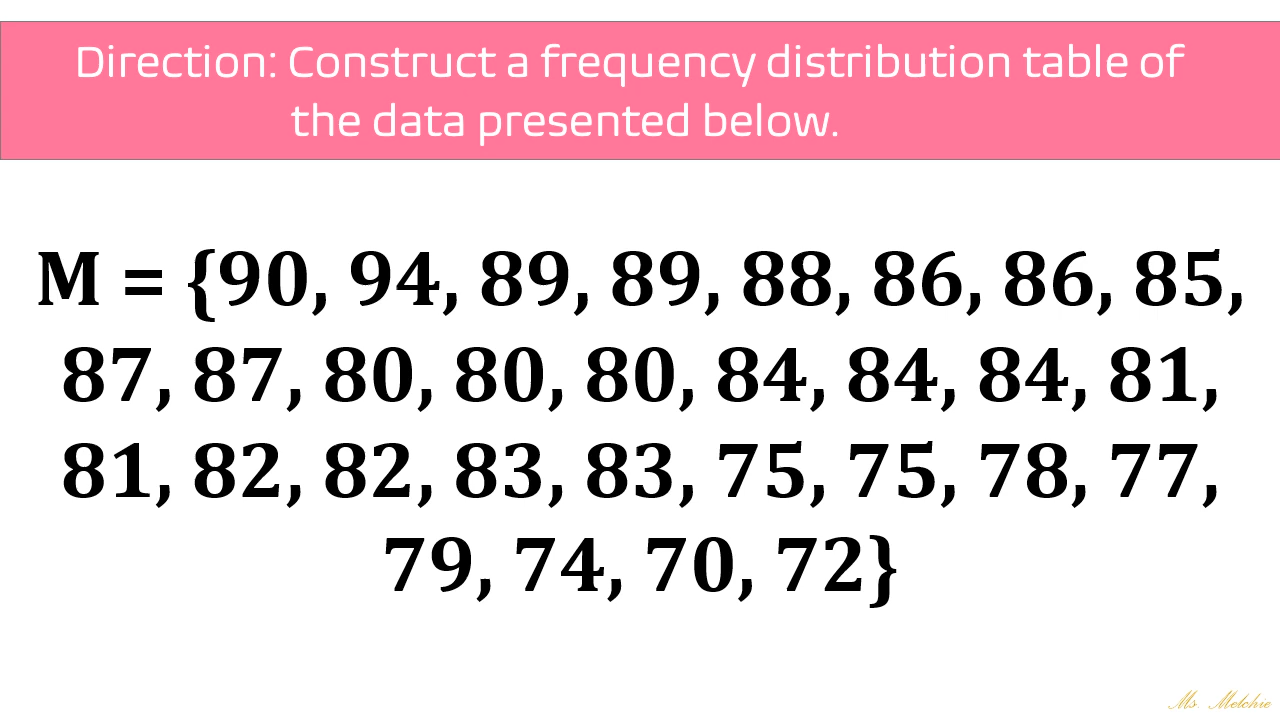 Direction: Construct a frequency distribution table of
the data presented below.
M = {90, 94, 89, 89, 88, 86, 86, 85,
87, 87, 80, 80, 80, 84, 84, 84, 81,
81, 82, 82, 83, 83, 75, 75, 78, 77,
79, 74, 70, 72}
Ms. Melchie